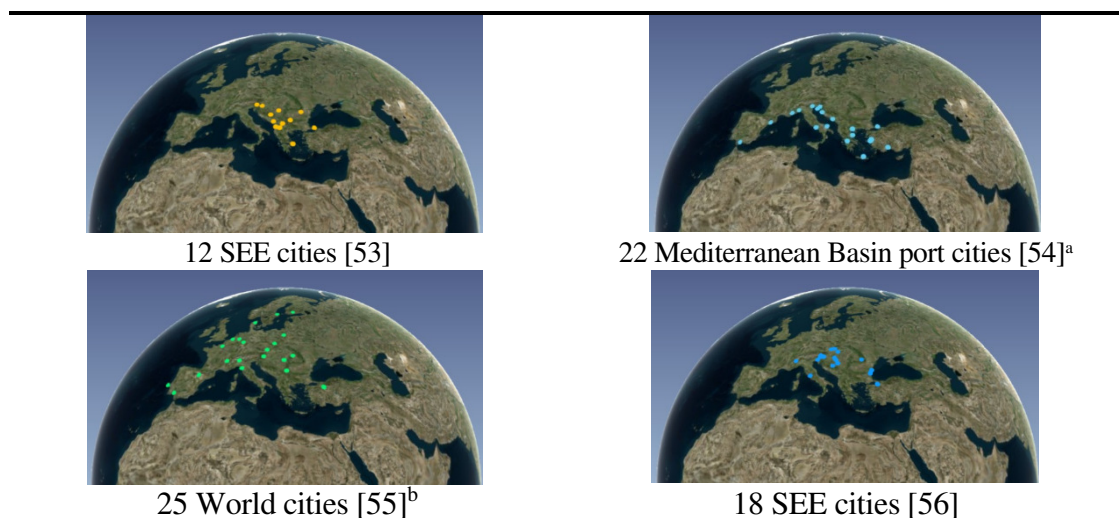 12 SEE cities [53]
22 Mediterranean Basin port cities [54]ᵃ
25 World cities [55]ᵇ
18 SEE cities [56]